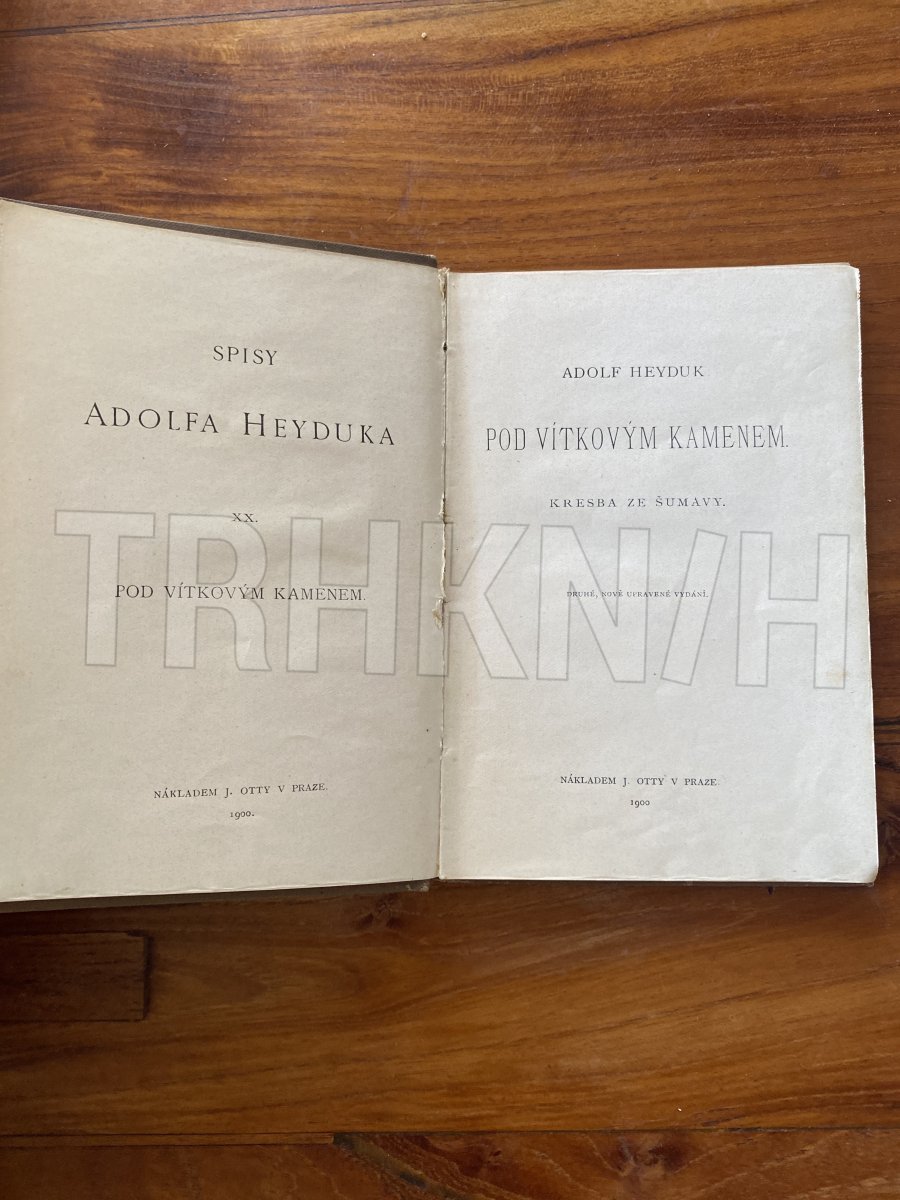 SPISY
ADOLFA HEYDUKA
XX.
POD VÍTKOVÝM KAMENEM.
NÁKLADEM J. OTTY V PRAZE.
1900.
ADOLF HEYDUK
POD VÍTKOVÝM KAMENEM.
KRESBA ZE ŠUMAVY.
DRUHÉ, NOVĚ UPRAVENÉ VYDÁNÍ.
NÁKLADEM J. OTTY V PRAZE.
1900
TRHKN/H